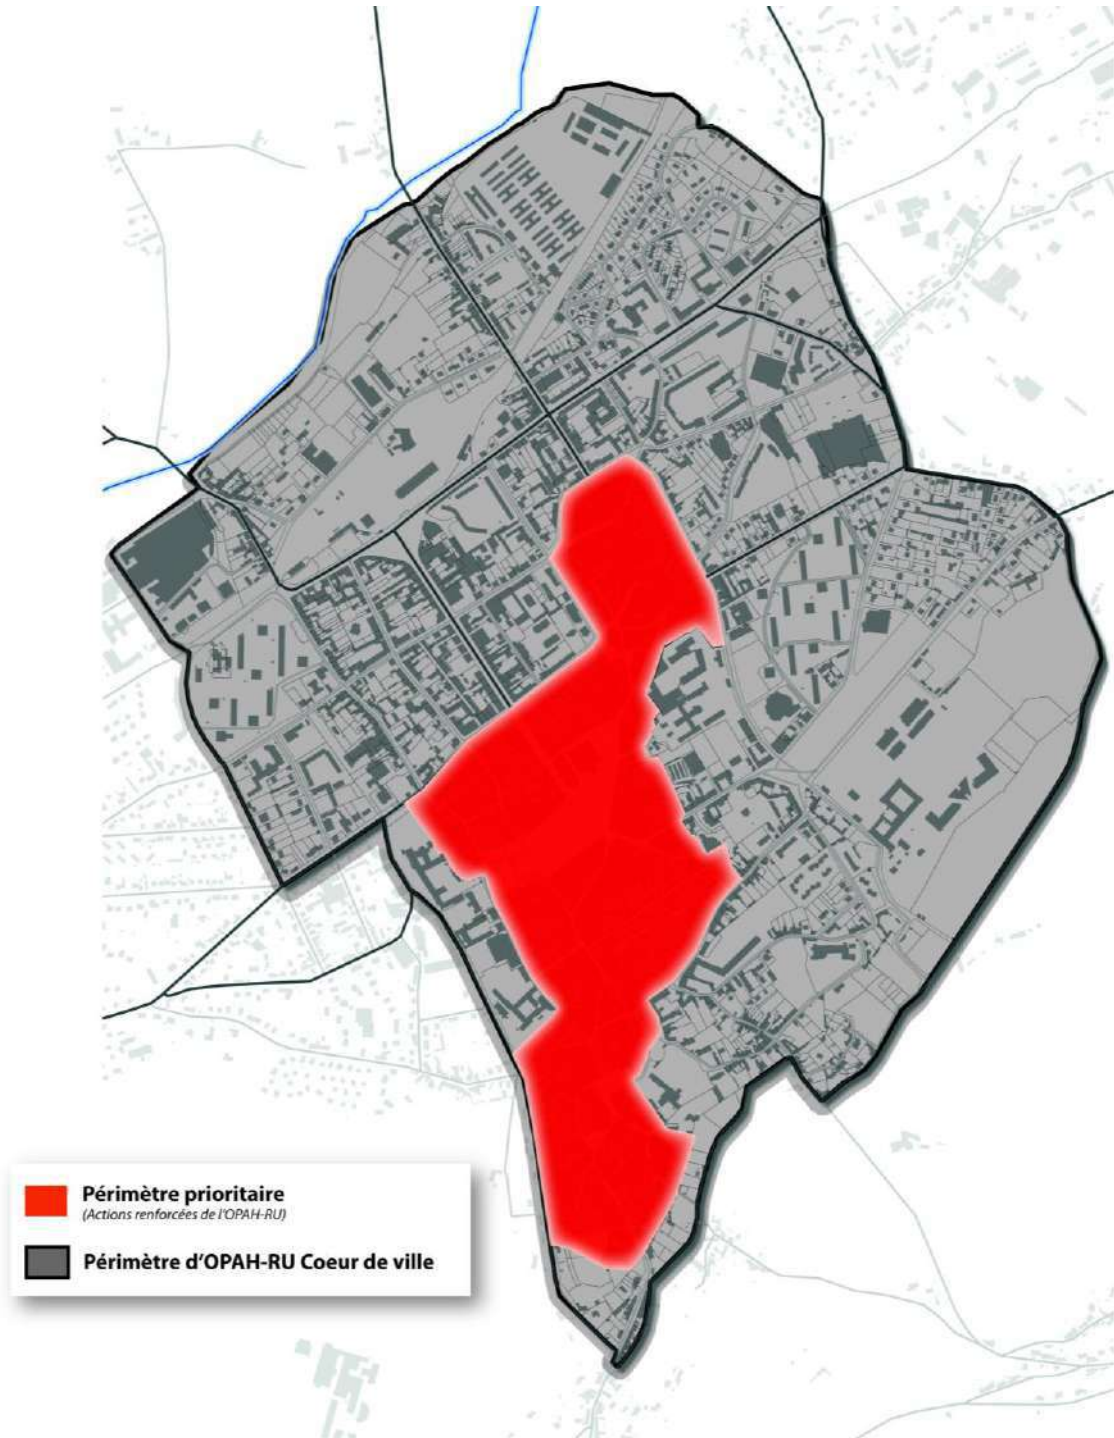 Périmètre prioritaire
(Actions renforcées de l'OPAH-RU)
Périmètre d'OPAH-RU Coeur de ville